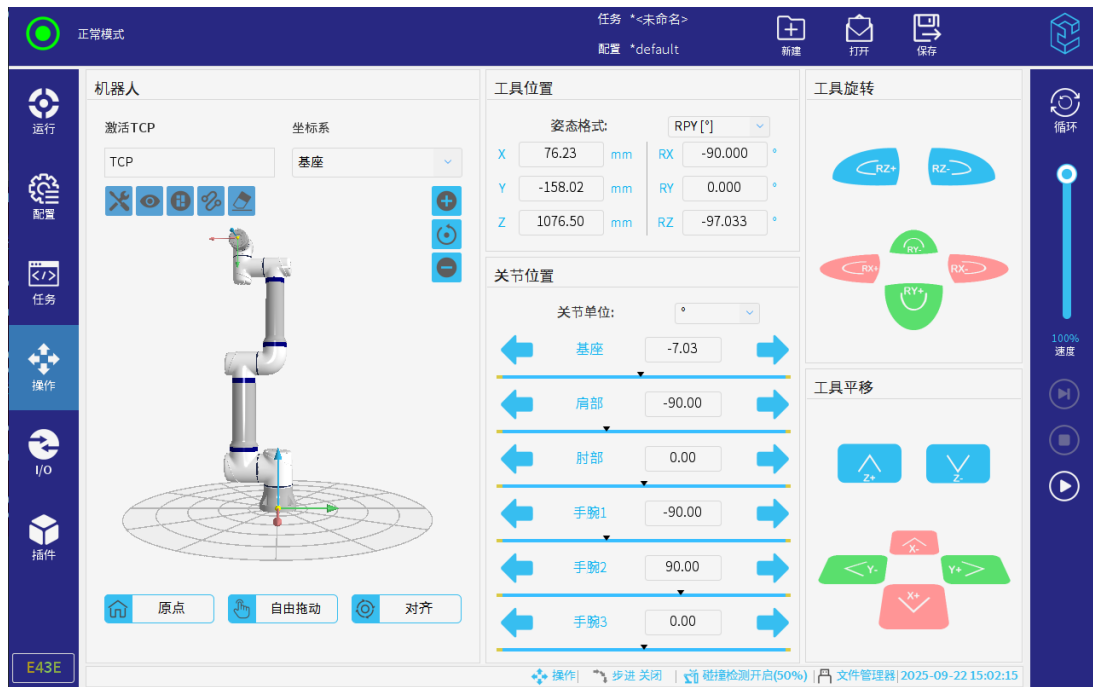 正常模式
任务 *<未命名>
配置 *default
新建
打开
保存
运行
配置
任务
操作
I/O
插件
E43E
机器人
激活TCP
坐标系
TCP
基座
原点
自由拖动
对齐
工具位置
姿态格式: RPY [°]
X 76.23 mm RX -90.000 °
Y -158.02 mm RY 0.000 °
Z 1076.50 mm RZ -97.033 °
关节位置
关节单位: °
基座 -7.03
肩部 -90.00
肘部 0.00
手腕1 -90.00
手腕2 90.00
手腕3 0.00
工具旋转
RZ+ RZ-
RY-
RX+ RX-
RY+
工具平移
Z+ Z-
X-
Y- Y+
X+
循环
100%
速度
操作| 步进 关闭 | 碰撞检测开启(50%) | 文件管理器|2025-09-22 15:02:15